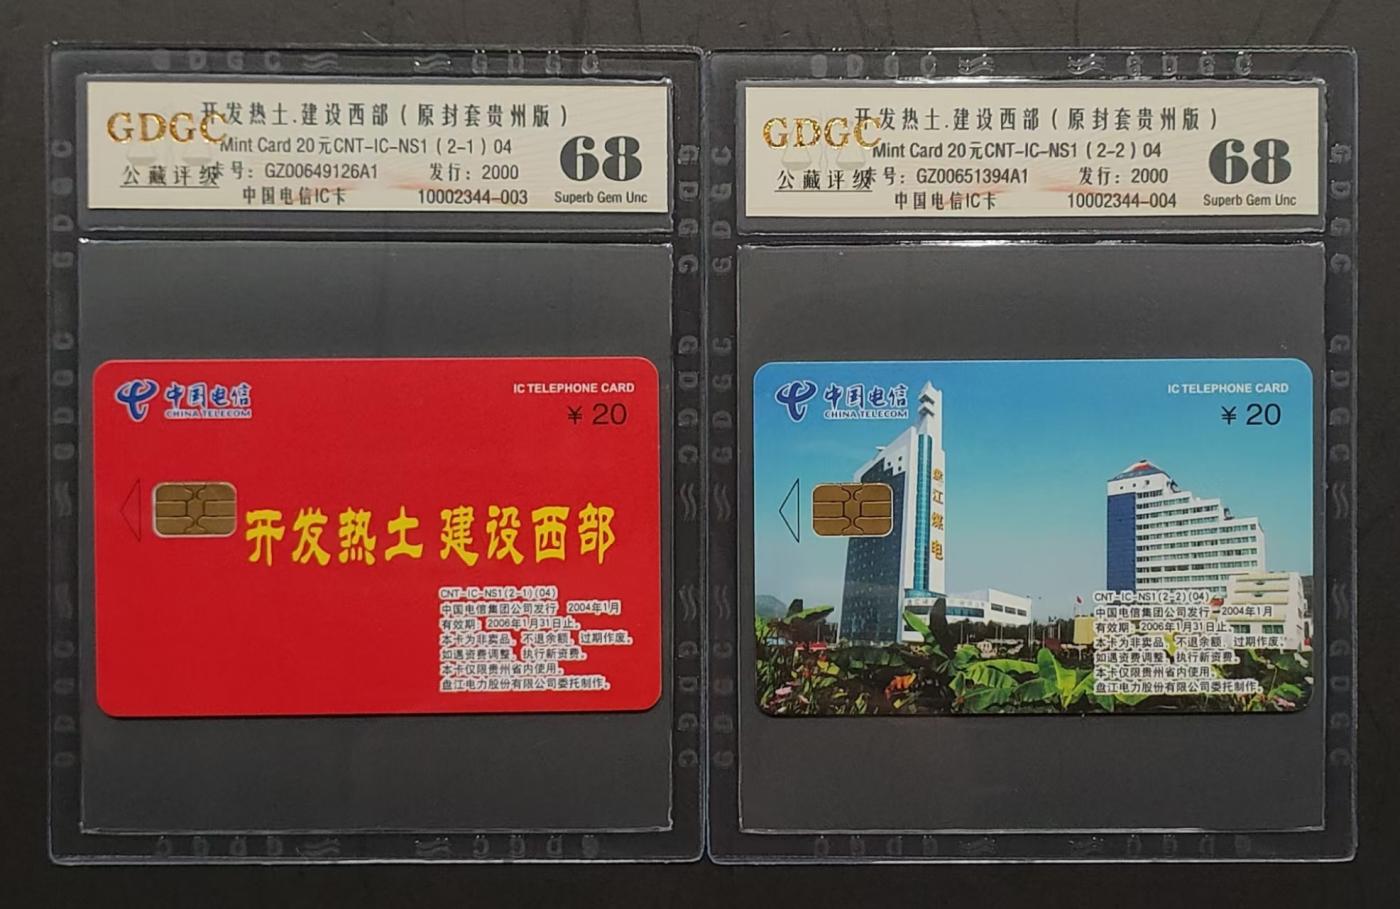 GDGC
开发热土.建设西部（原封套贵州版）
Mint Card 20元CNT-IC-NS1（2-1）04
68
公藏评级
卡号：GZ00649126A1 发行：2000
中国电信IC卡 10002344-003
Superb Gem Unc
中国电信
CHINA TELECOM
IC TELEPHONE CARD
¥20
开发热土 建设西部
CNT-IC-NS1(2-1)(04)
中国电信集团公司发行 2004年1月
有效期：2006年1月31日止。
本卡为非卖品，不退余额，过期作废。
如遇资费调整，执行新资费。
本卡仅限贵州省内使用。
盘江电力股份有限公司委托制作。
GDGC
开发热土.建设西部（原封套贵州版）
Mint Card 20元CNT-IC-NS1（2-2）04
68
公藏评级
卡号：GZ00651394A1 发行：2000
中国电信IC卡 10002344-004
Superb Gem Unc
中国电信
CHINA TELECOM
IC TELEPHONE CARD
¥20
盘江煤电
CNT-IC-NS1(2-2)(04)
中国电信集团公司发行 2004年1月
有效期：2006年1月31日止。
本卡为非卖品，不退余额，过期作废。
如遇资费调整，执行新资费。
本卡仅限贵州省内使用。
盘江电力股份有限公司委托制作。